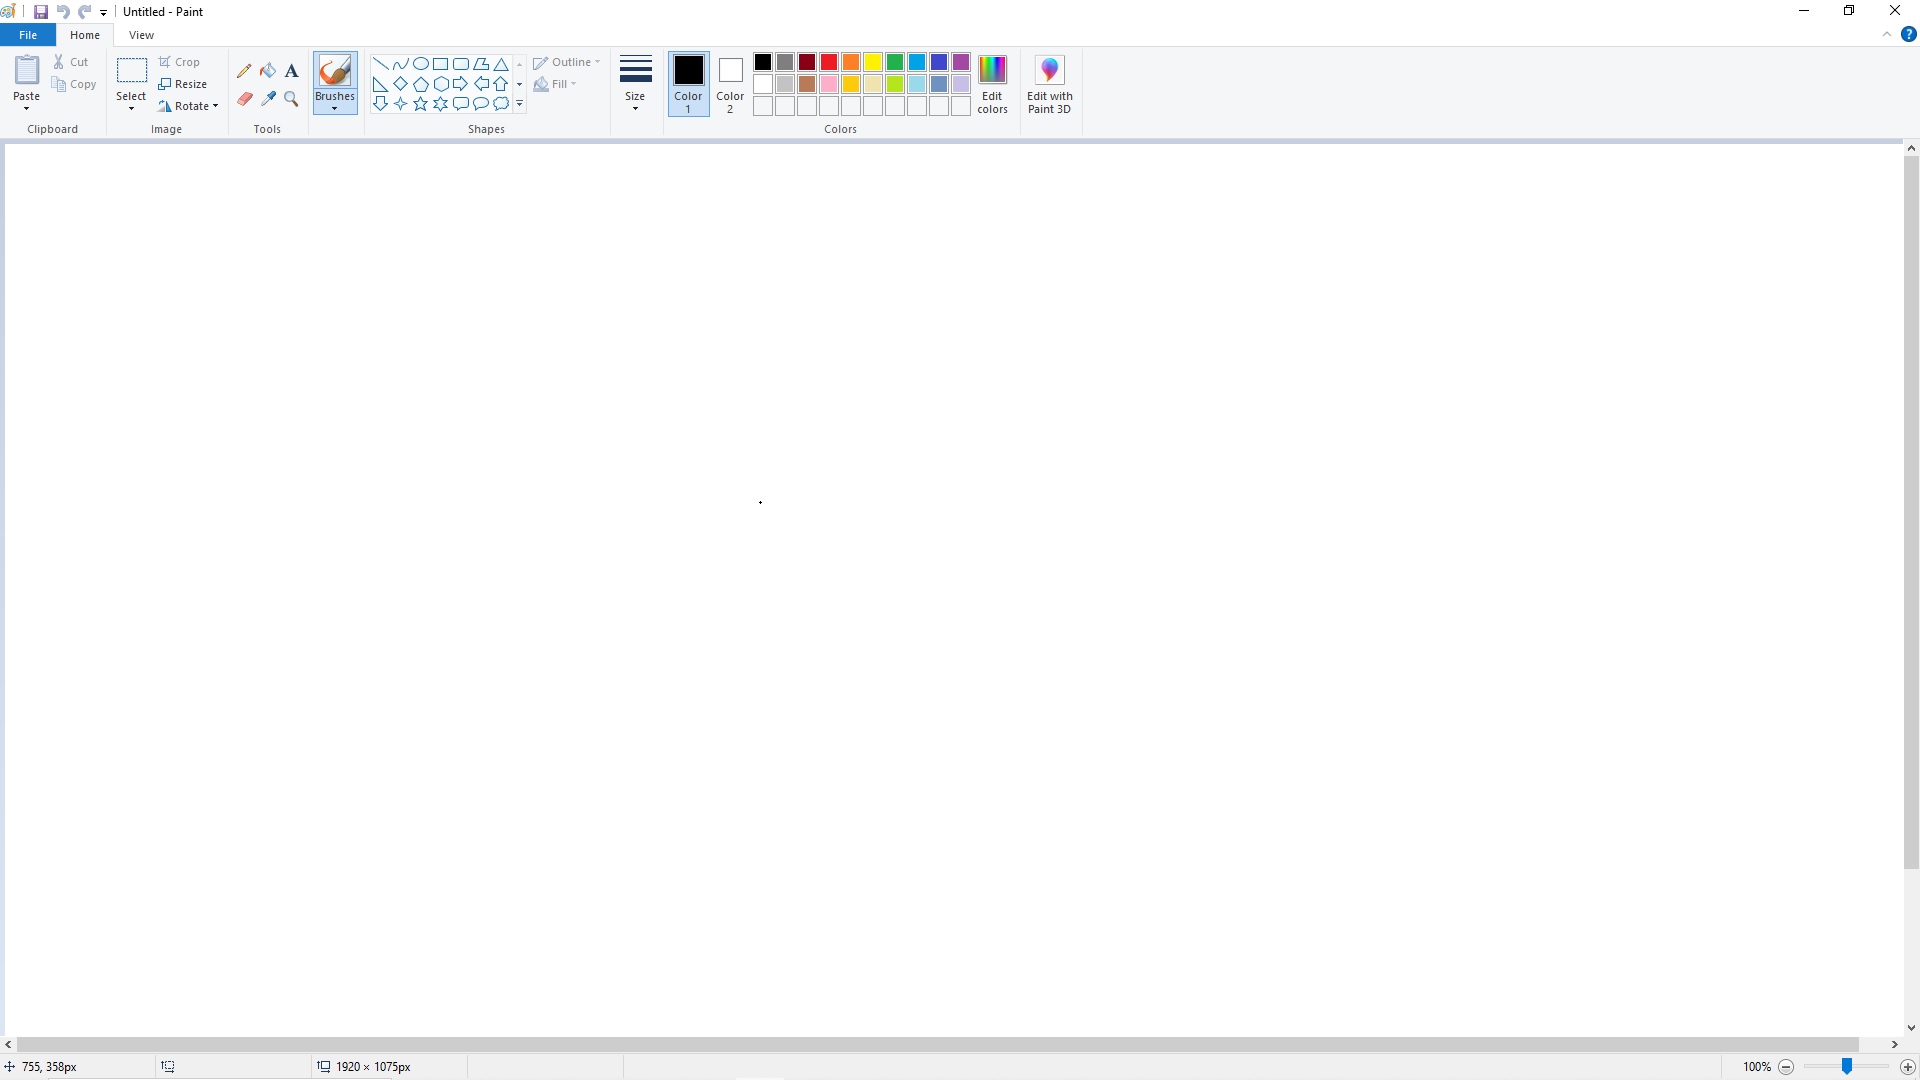 Untitled - Paint
File Home View
Paste
Cut
Copy
Clipboard
Select
Crop
Resize
Rotate
Image
A
Tools
Brushes
Shapes
Outline
Fill
Size
Color 1
Color 2
Colors
Edit colors
Edit with Paint 3D
755, 358px
1920 × 1075px
100%